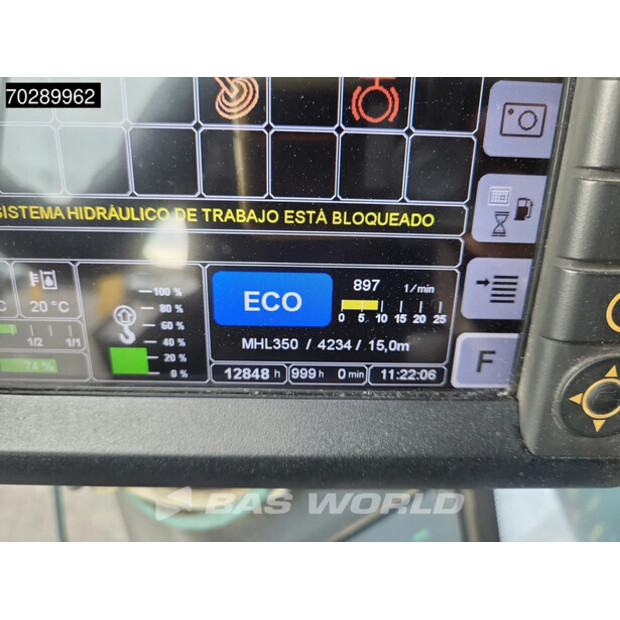 70289962
SISTEMA HIDRÁULICO DE TRABAJO ESTÁ BLOQUEADO
20 °C
1/2 1/1
74 %
100 %
80 %
60 %
40 %
20 %
0 %
ECO
897 1/min
0 5 10 15 20 25
MHL350 / 4234 / 15,0m
12848 h
999 h 0 min
11:22:06
F
BAS WORLD